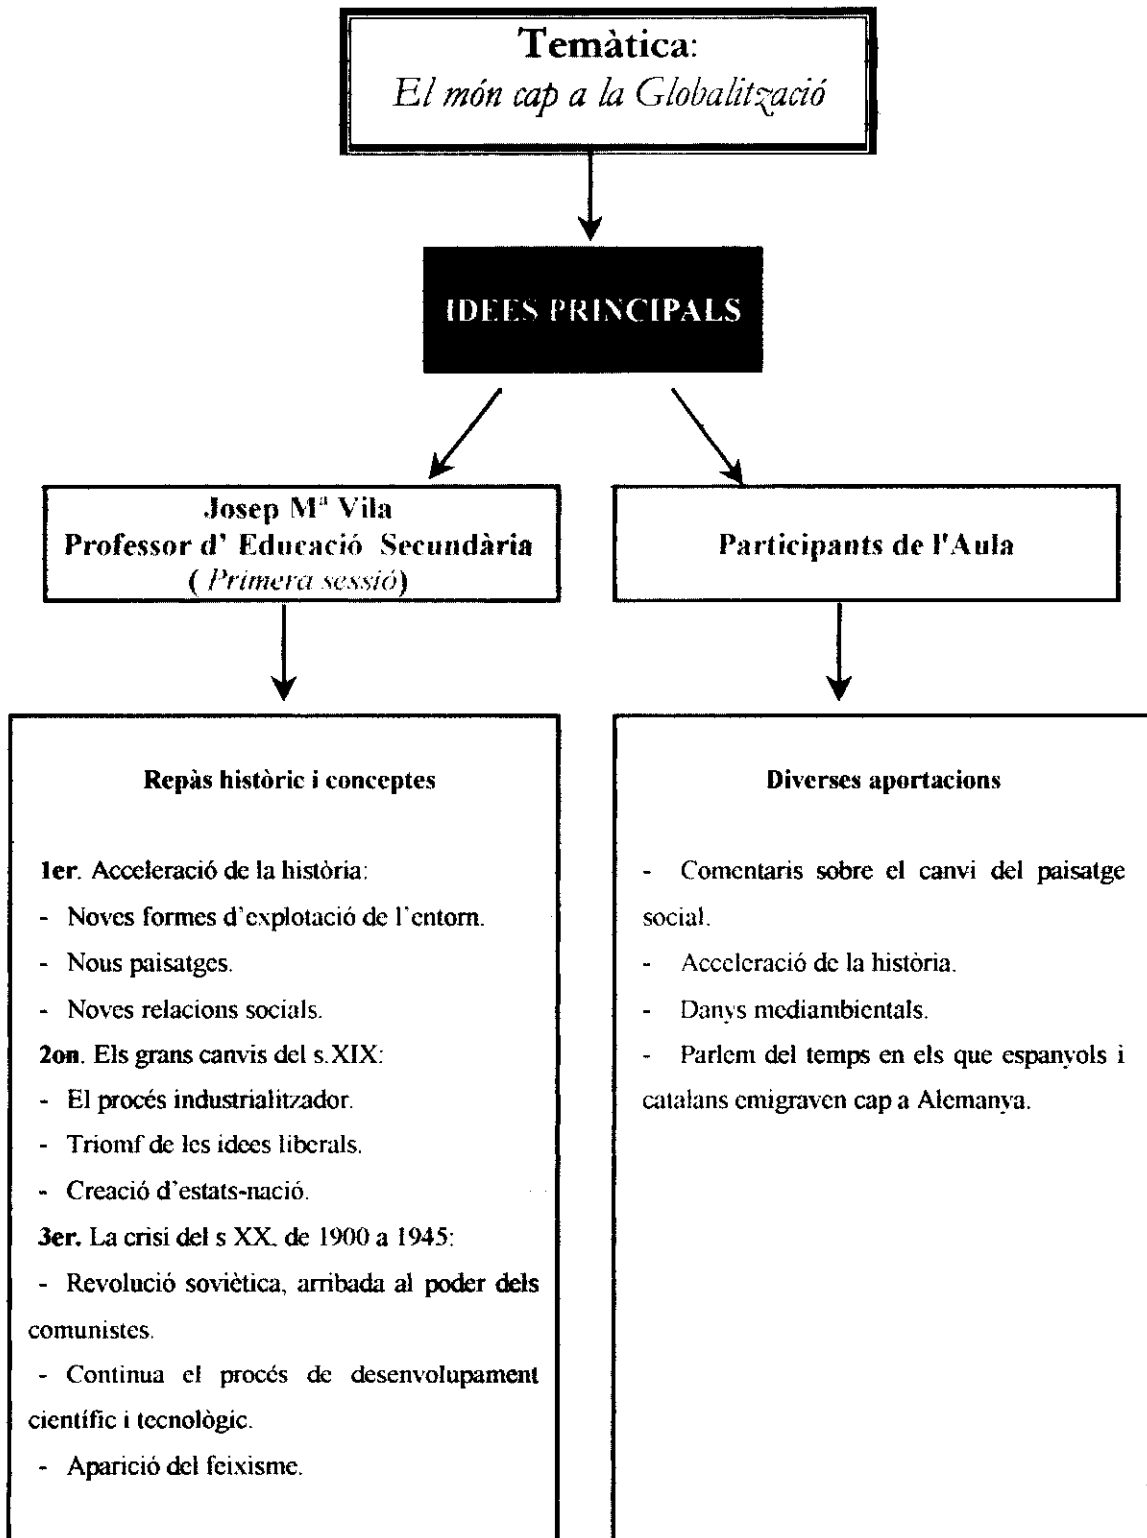 Temàtica:
El món cap a la Globalització
IDEES PRINCIPALS
Josep Mª Vila
Professor d' Educació Secundària
( Primera sessió)
Participants de l'Aula
Repàs històric i conceptes
1er. Acceleració de la història:
- Noves formes d'explotació de l'entorn.
- Nous paisatges.
- Noves relacions socials.
2on. Els grans canvis del s.XIX:
- El procés industrialitzador.
- Triomf de les idees liberals.
- Creació d'estats-nació.
3er. La crisi del s XX. de 1900 a 1945:
- Revolució soviètica, arribada al poder dels
comunistes.
- Continua el procés de desenvolupament
científic i tecnològic.
- Aparició del feixisme.
Diverses aportacions
- Comentaris sobre el canvi del paisatge
social.
- Acceleració de la història.
- Danys mediambientals.
- Parlem del temps en els que espanyols i
catalans emigraven cap a Alemanya.